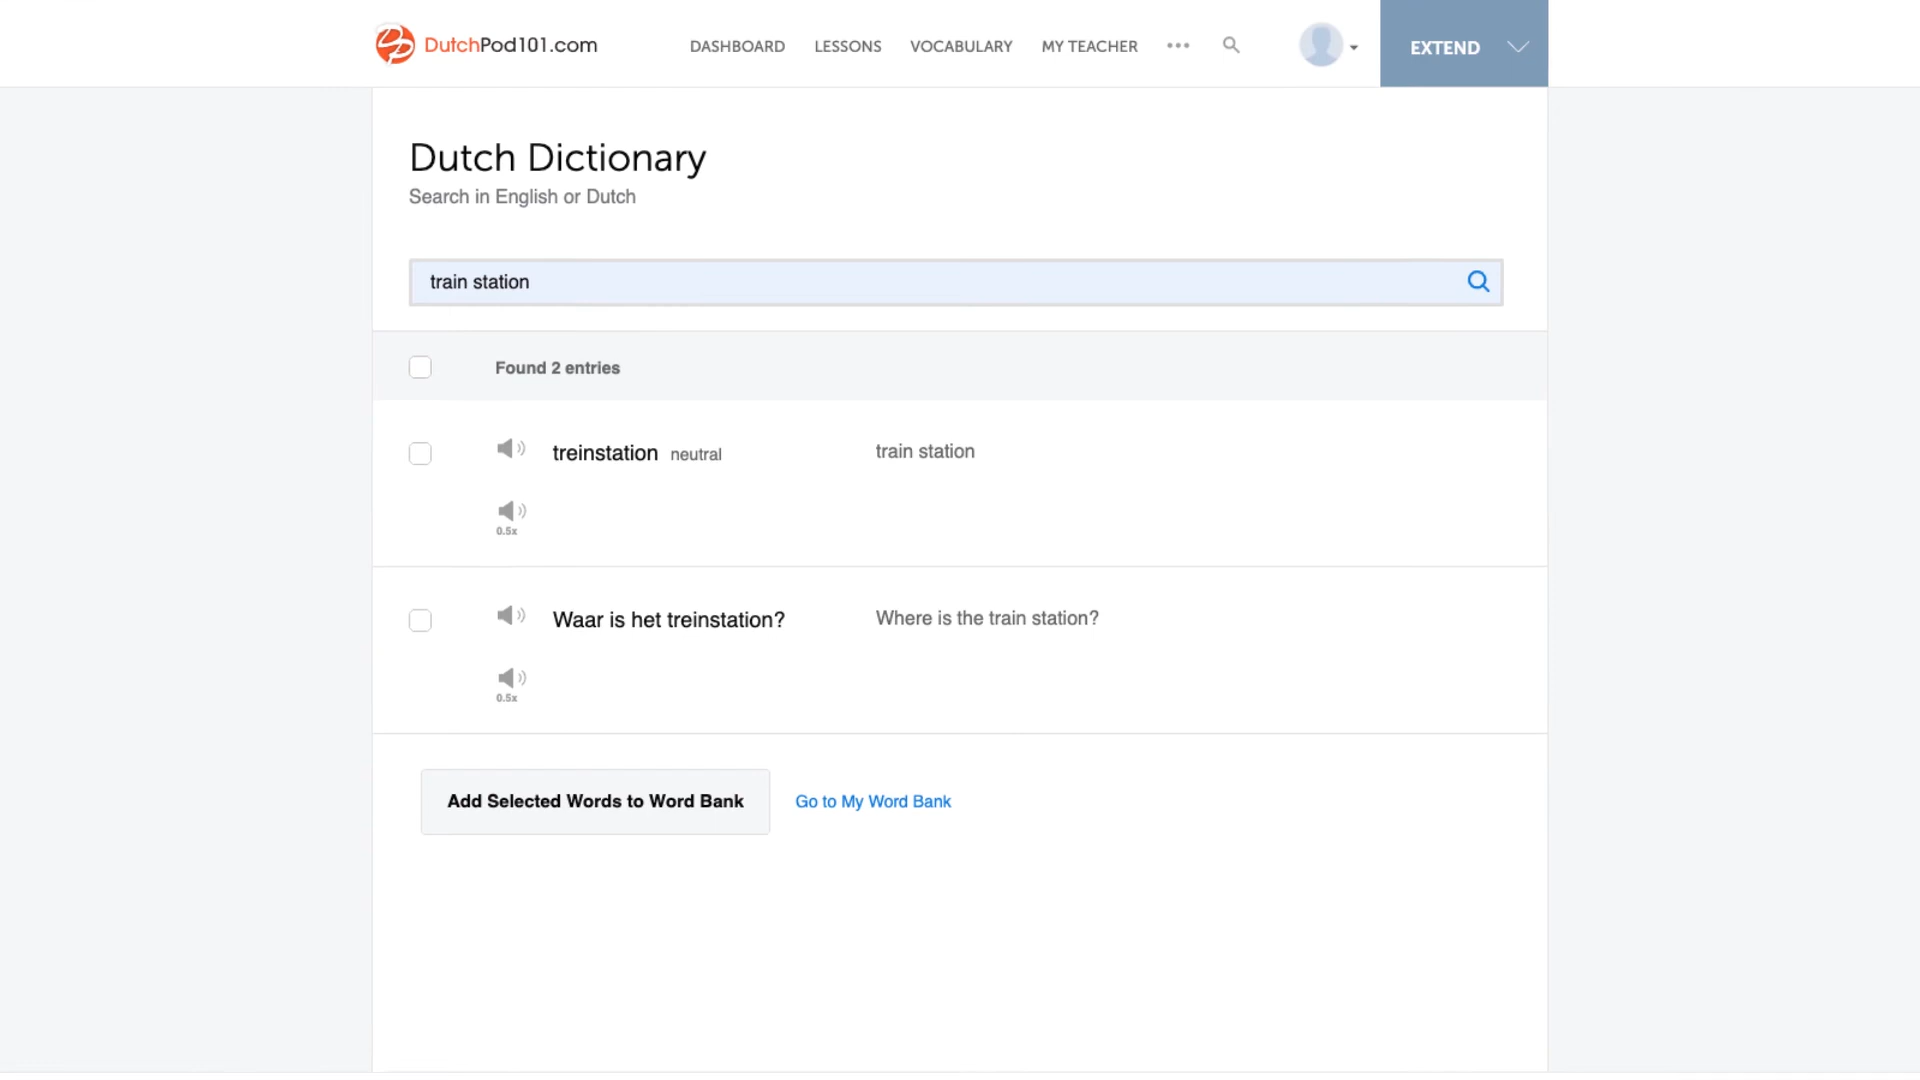 DutchPod101.com
DASHBOARD LESSONS VOCABULARY MY TEACHER
EXTEND
Dutch Dictionary
Search in English or Dutch
train station
Found 2 entries
treinstation neutral train station
0.5x
Waar is het treinstation? Where is the train station?
0.5x
Add Selected Words to Word Bank Go to My Word Bank